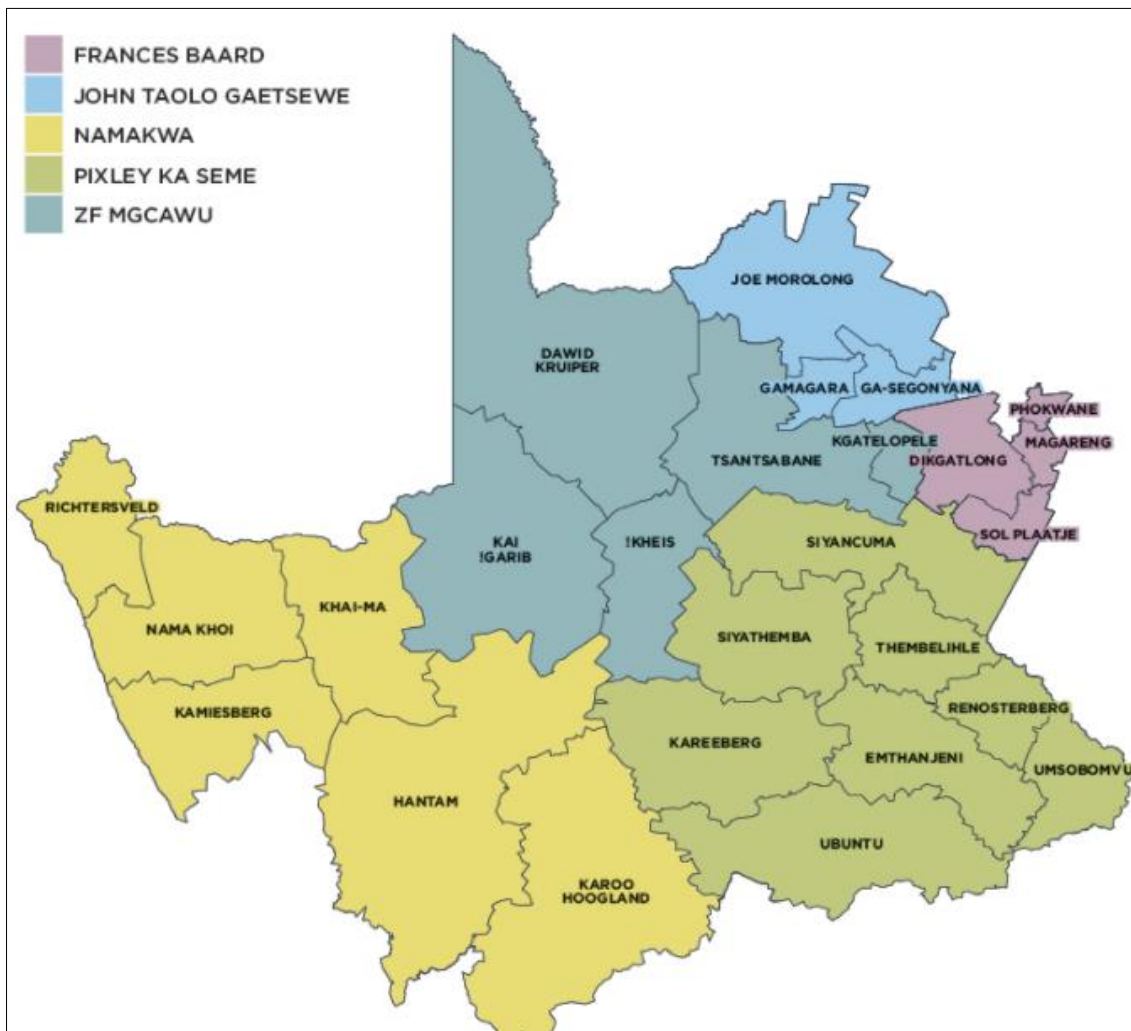 FRANCES BAARD
JOHN TAOLO GAETSEWE
NAMAKWA
PIXLEY KA SEME
ZF MGCAWU
JOE MOROLONG
DAWID
KRUIPER
GAMAGARA
GA-SEGONYANA
PHOKWANE
KGATELOPELE
MAGARENG
TSANTSABANE
DIKGATLONG
RICHTERSVELD
KAI
!GARIB
!KHEIS
SIYANCUMA
SOL PLAATJE
KHAI-MA
NAMA KHOI
SIYATHEMBA
THEMBELIHLE
KAMIESBERG
RENOSTERBERG
KAREEBERG
EMTHANJENI
UMSOBOMVU
HANTAM
UBUNTU
KAROO
HOOGLAND